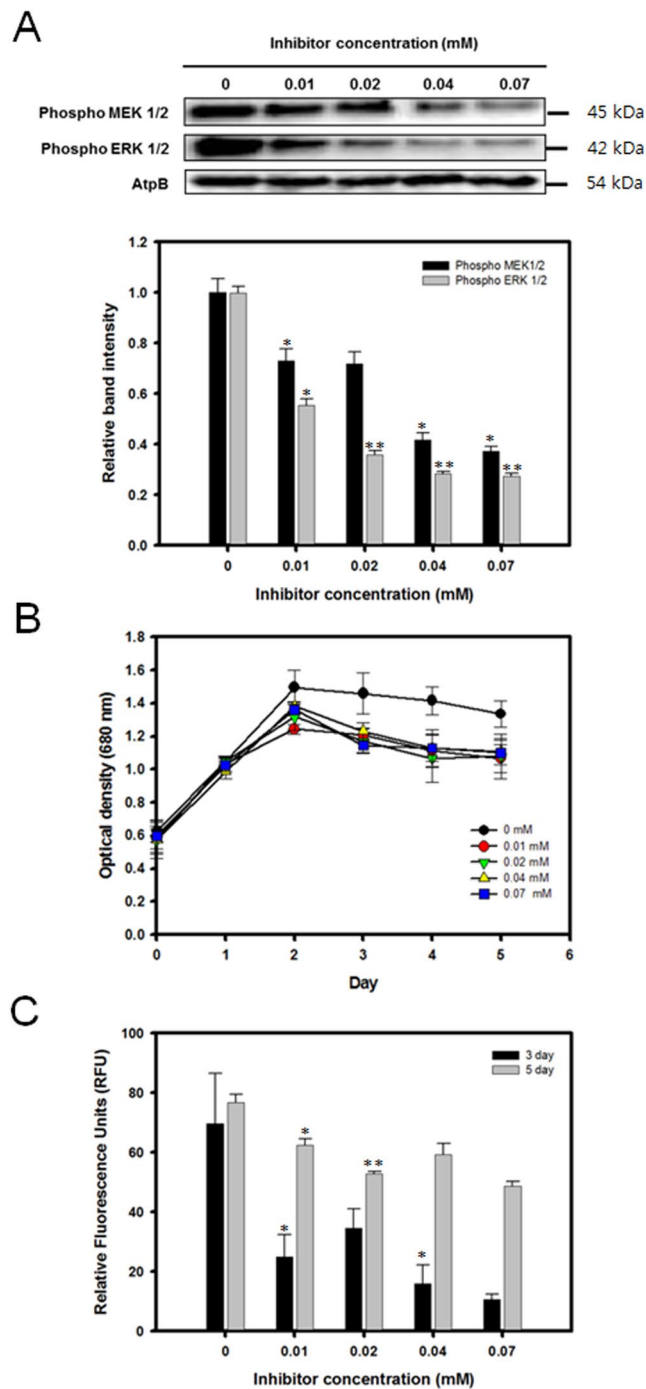 A
Inhibitor concentration (mM)
0 0.01 0.02 0.04 0.07
Phospho MEK 1/2 45 kDa
Phospho ERK 1/2 42 kDa
AtpB 54 kDa
1.2
1.0
0.8
0.6
0.4
0.2
0.0
Relative band intensity
Phospho MEK1/2
Phospho ERK 1/2
* * ** * ** * **
0 0.01 0.02 0.04 0.07
Inhibitor concentration (mM)
B
1.8
1.6
1.4
1.2
1.0
0.8
0.6
0.4
0.2
0.0
Optical density (680 nm)
0 mM
0.01 mM
0.02 mM
0.04 mM
0.07 mM
0 1 2 3 4 5 6
Day
C
100
80
60
40
20
0
Relative Fluorescence Units (RFU)
3 day
5 day
* * ** *
0 0.01 0.02 0.04 0.07
Inhibitor concentration (mM)